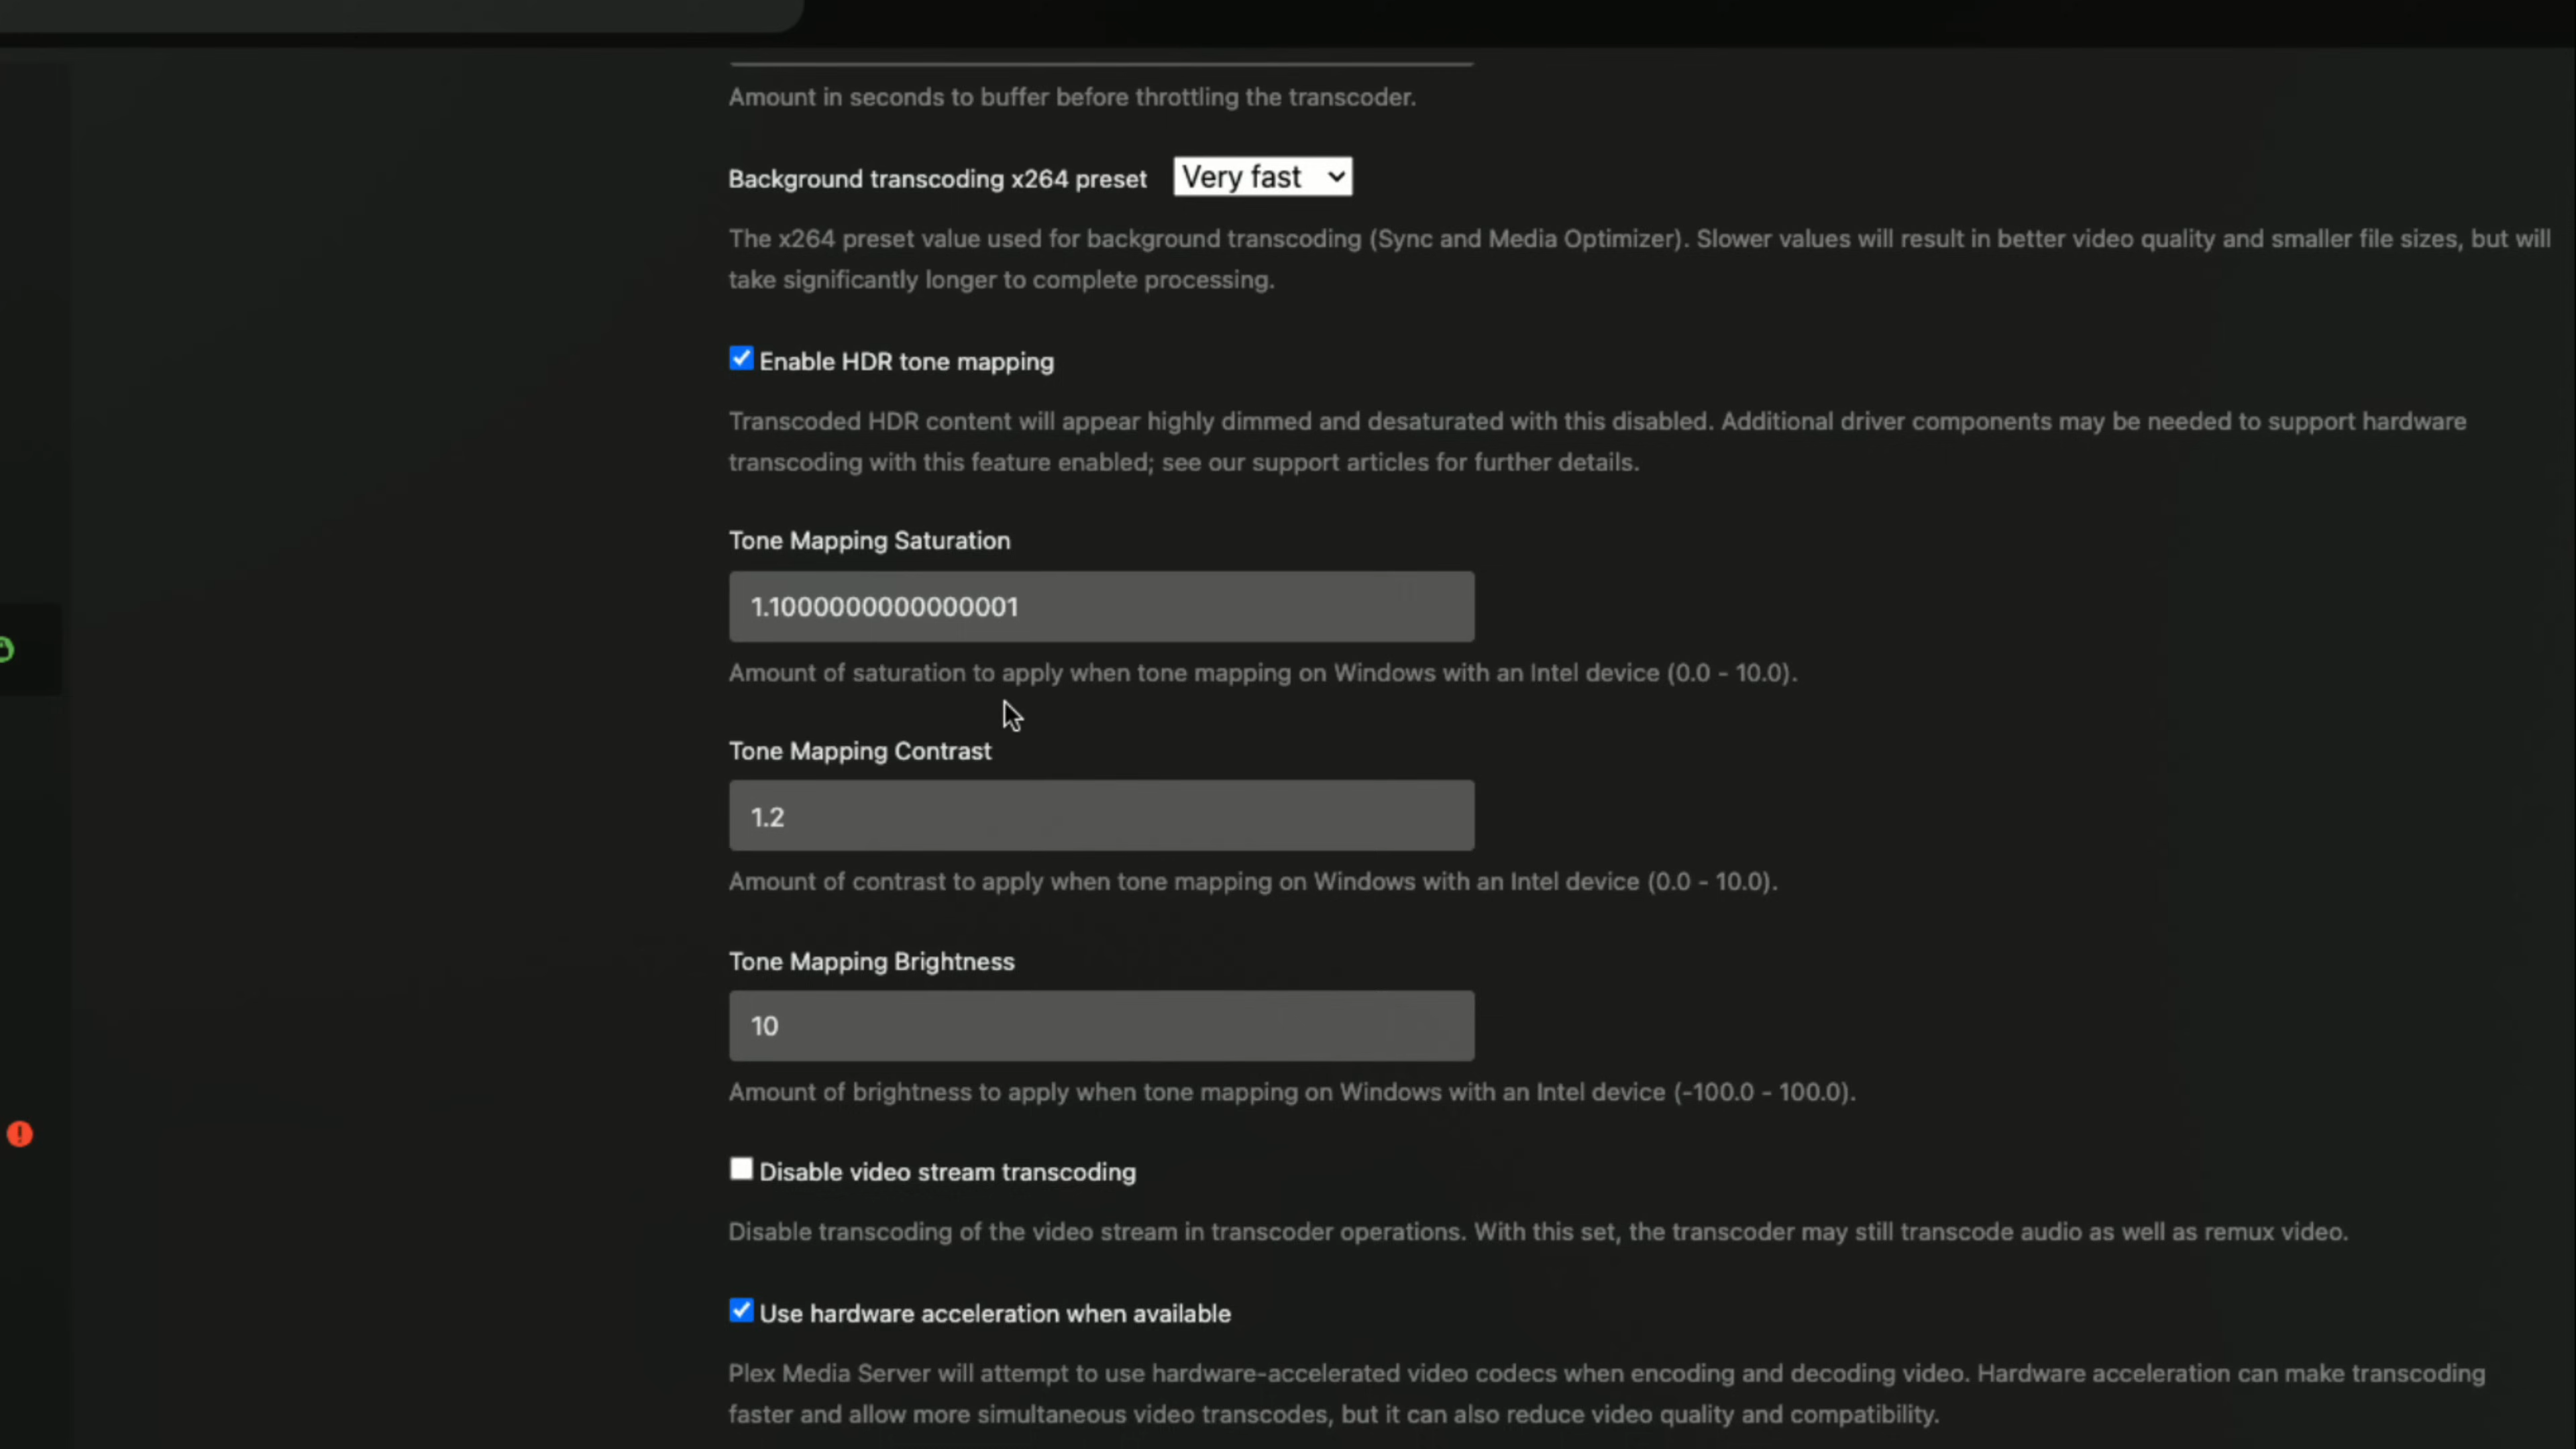 Amount in seconds to buffer before throttling the transcoder.
Background transcoding x264 preset Very fast
The x264 preset value used for background transcoding (Sync and Media Optimizer). Slower values will result in better video quality and smaller file sizes, but will
take significantly longer to complete processing.
Enable HDR tone mapping
Transcoded HDR content will appear highly dimmed and desaturated with this disabled. Additional driver components may be needed to support hardware
transcoding with this feature enabled; see our support articles for further details.
Tone Mapping Saturation
1.1000000000000001
Amount of saturation to apply when tone mapping on Windows with an Intel device (0.0 - 10.0).
Tone Mapping Contrast
1.2
Amount of contrast to apply when tone mapping on Windows with an Intel device (0.0 - 10.0).
Tone Mapping Brightness
10
Amount of brightness to apply when tone mapping on Windows with an Intel device (-100.0 - 100.0).
Disable video stream transcoding
Disable transcoding of the video stream in transcoder operations. With this set, the transcoder may still transcode audio as well as remux video.
Use hardware acceleration when available
Plex Media Server will attempt to use hardware-accelerated video codecs when encoding and decoding video. Hardware acceleration can make transcoding
faster and allow more simultaneous video transcodes, but it can also reduce video quality and compatibility.